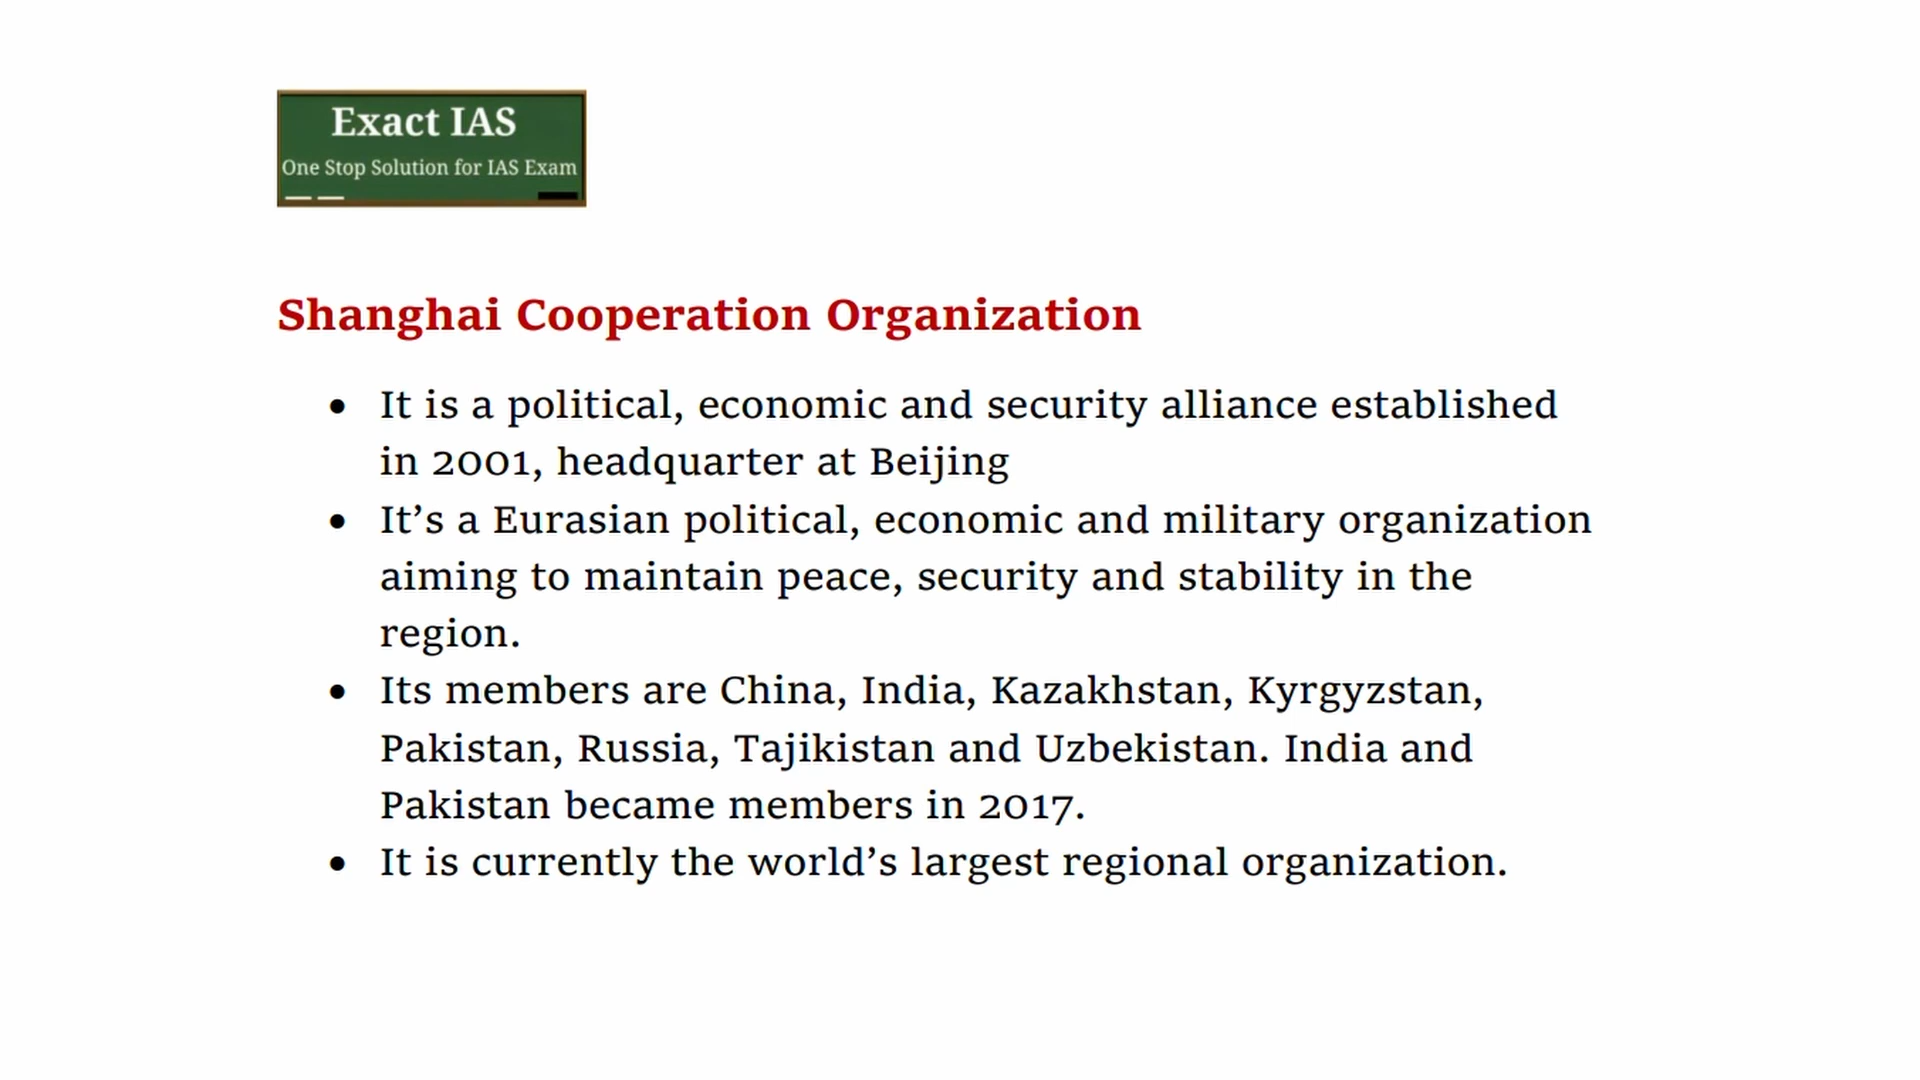 Exact IAS
One Stop Solution for IAS Exam
Shanghai Cooperation Organization
• It is a political, economic and security alliance established
in 2001, headquarter at Beijing
• It’s a Eurasian political, economic and military organization
aiming to maintain peace, security and stability in the
region.
• Its members are China, India, Kazakhstan, Kyrgyzstan,
Pakistan, Russia, Tajikistan and Uzbekistan. India and
Pakistan became members in 2017.
• It is currently the world’s largest regional organization.